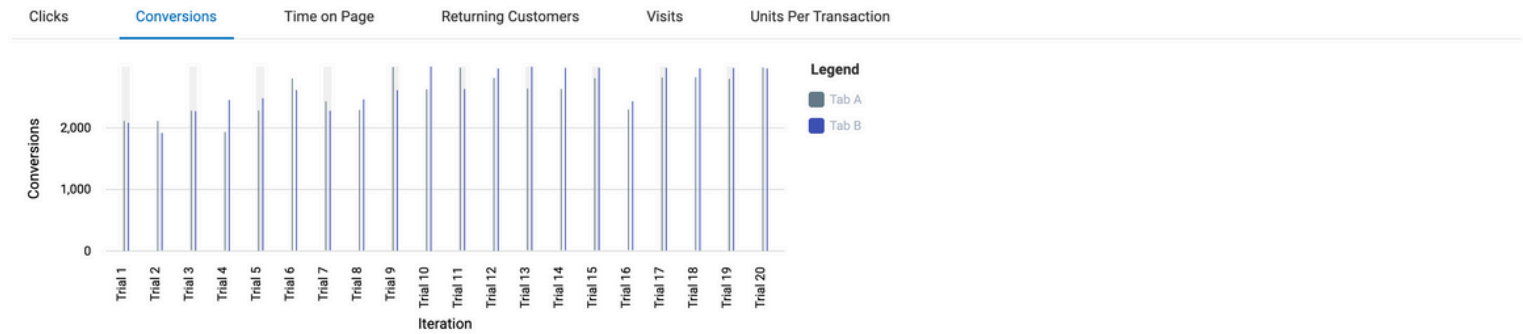 Clicks
Conversions
Time on Page
Returning Customers
Visits
Units Per Transaction
Legend
Tab A
Tab B
Conversions
2,000
1,000
0
Trial 1
Trial 2
Trial 3
Trial 4
Trial 5
Trial 6
Trial 7
Trial 8
Trial 9
Trial 10
Trial 11
Trial 12
Trial 13
Trial 14
Trial 15
Trial 16
Trial 17
Trial 18
Trial 19
Trial 20
Iteration